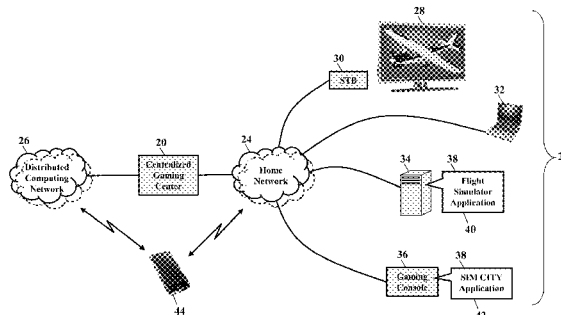 28
30
STB
32
26
20
24
Distributed
Computing
Network
Centralized
Gaming
Center
Home
Network
34
38
Flight
Simulator
Application
40
36
38
Gaming
Console
SIM CITY
Application
42
44